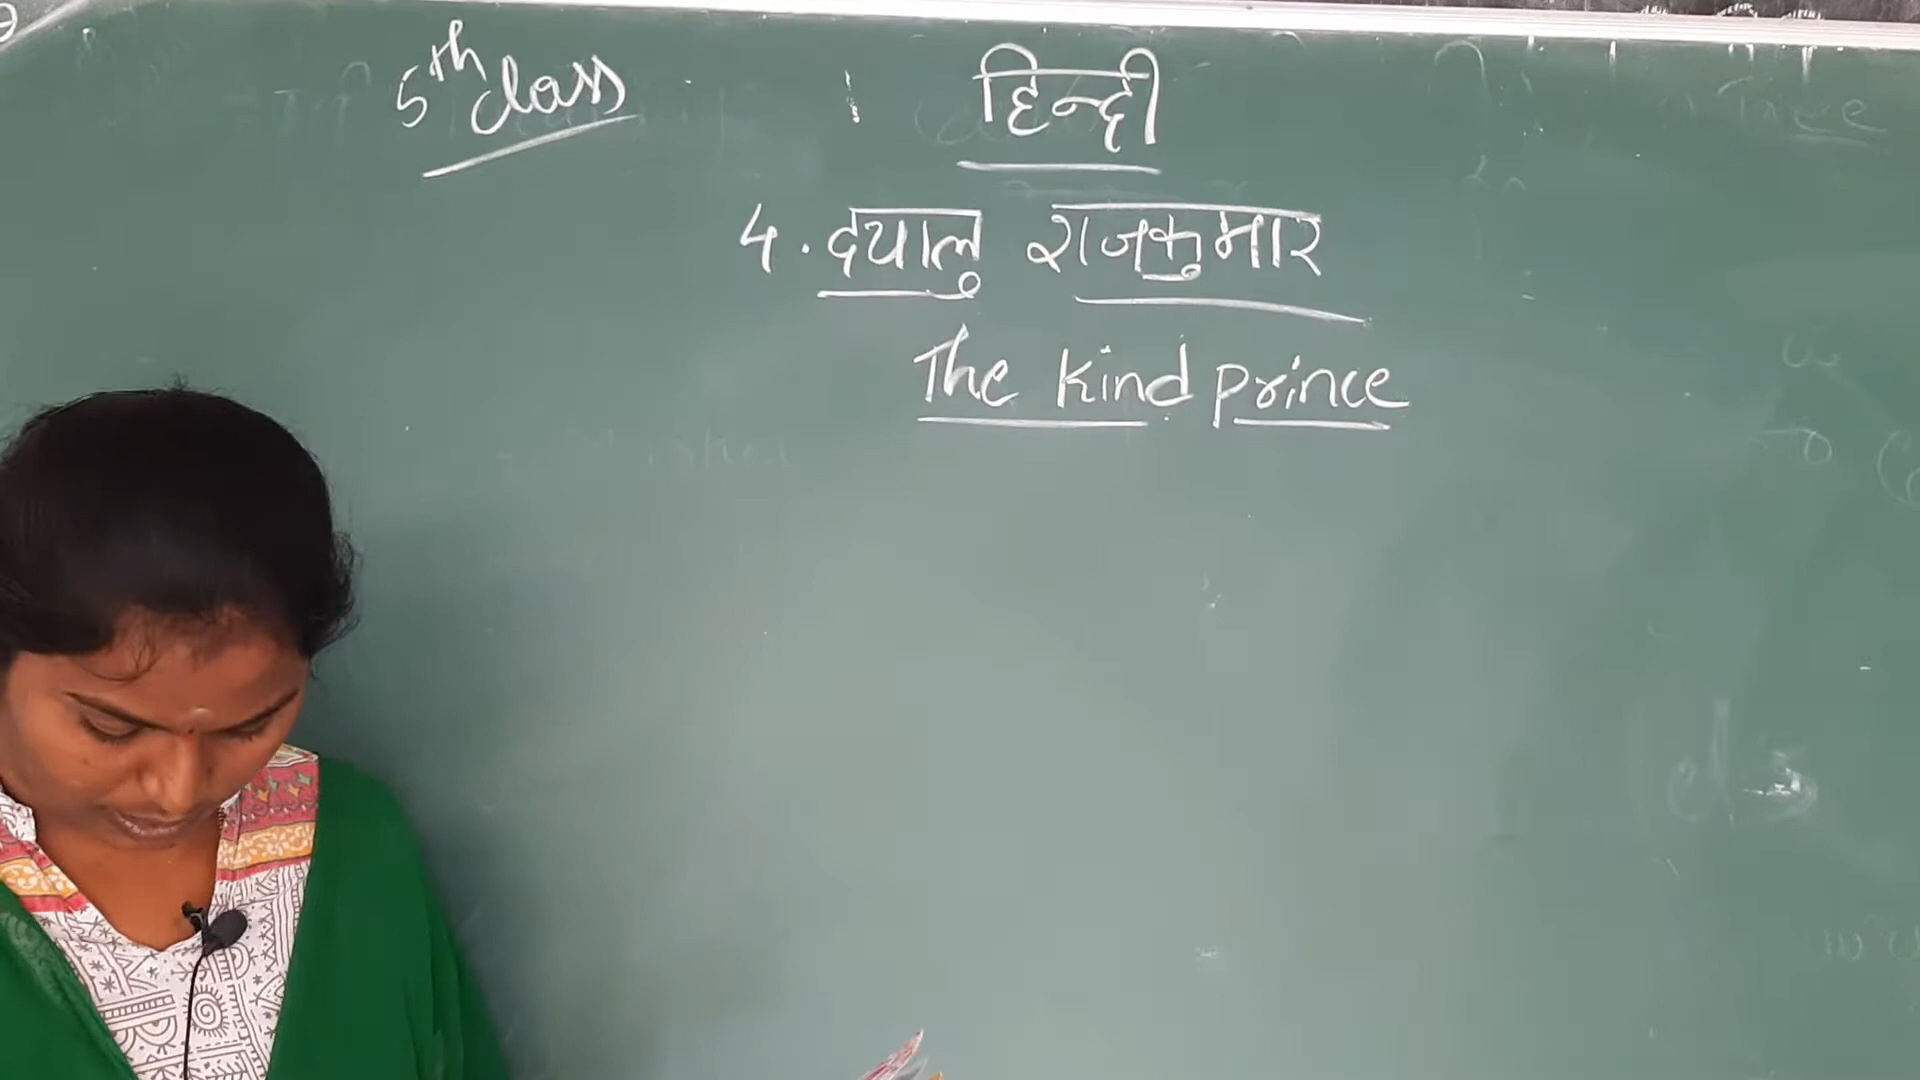 5th class
हिन्दी
4. दयालु राजकुमार
The kind prince